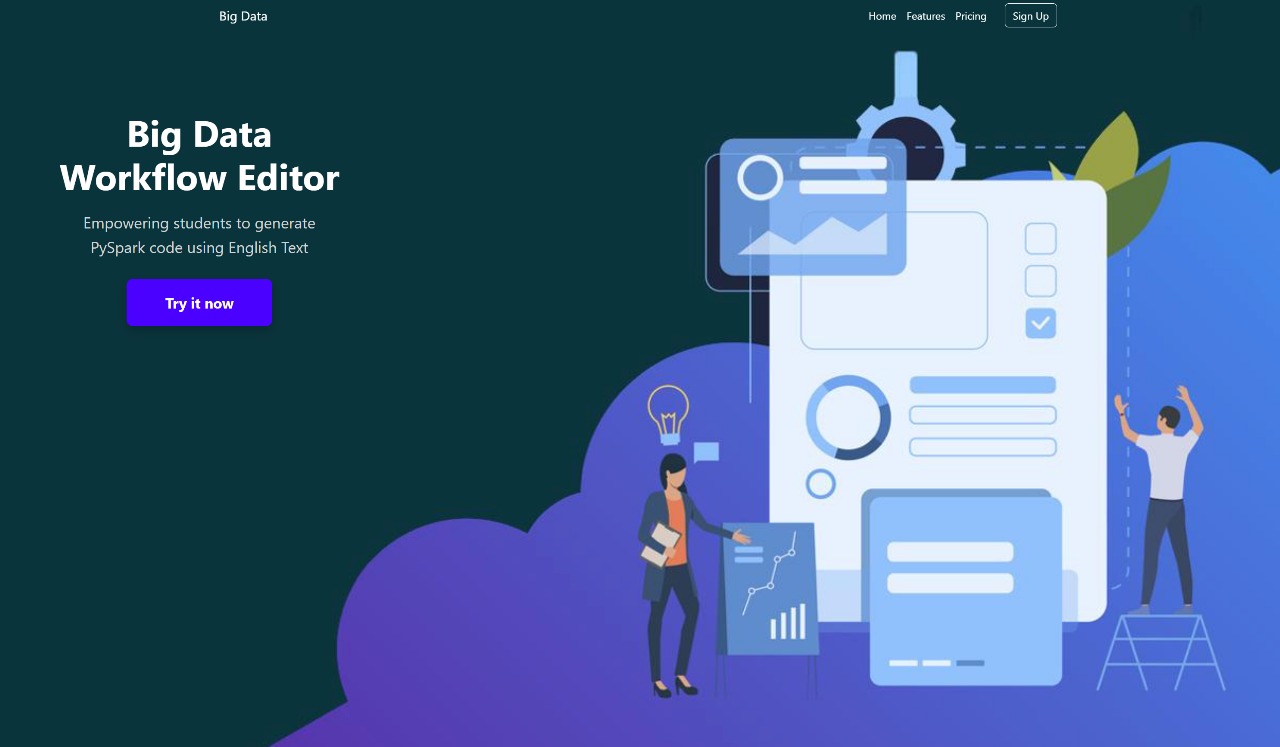 Big Data
Home Features Pricing Sign Up
Big Data
Workflow Editor
Empowering students to generate
PySpark code using English Text
Try it now